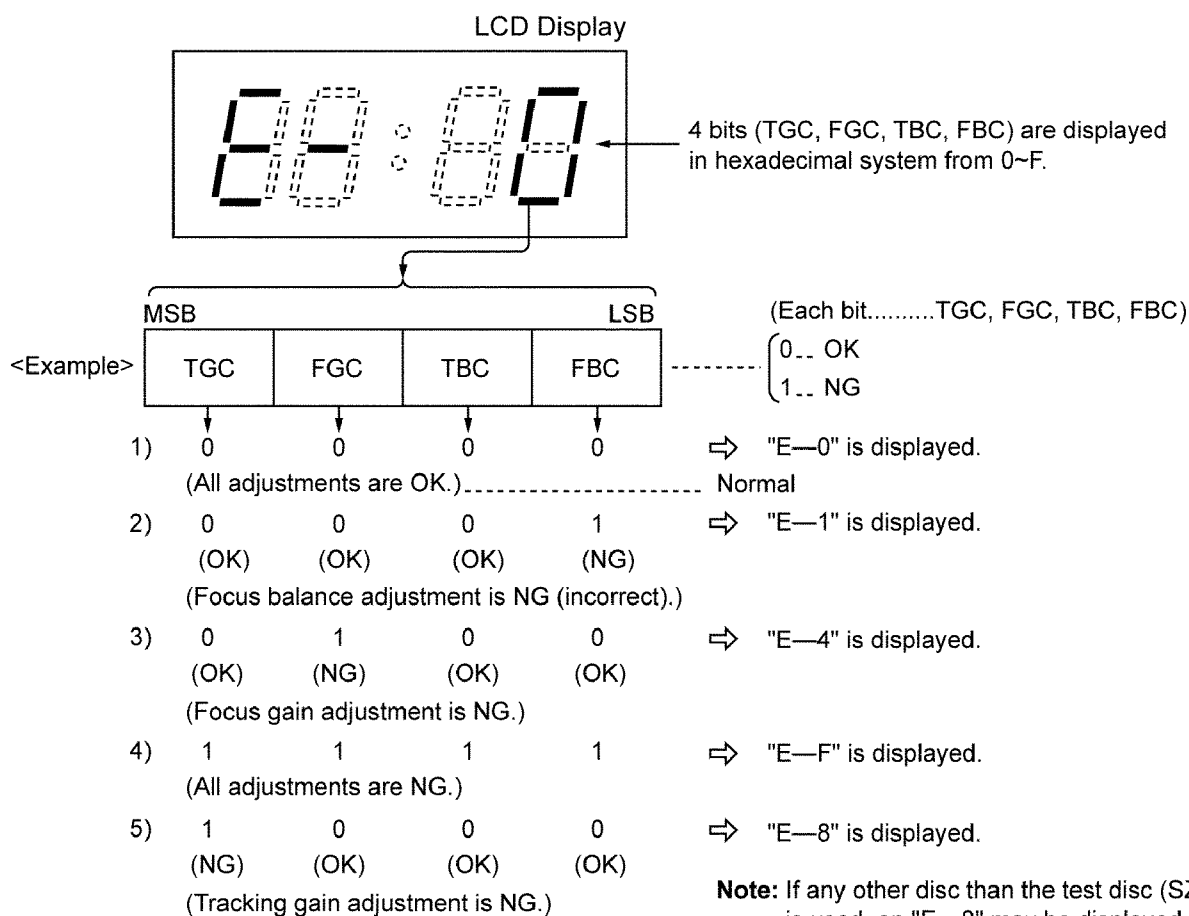 LCD Display
4 bits (TGC, FGC, TBC, FBC) are displayed
in hexadecimal system from 0~F.
MSB LSB
(Each bit..........TGC, FGC, TBC, FBC)
<Example> TGC FGC TBC FBC
0.. OK
1.. NG
1) 0 0 0 0 ⇨ "E—0" is displayed.
(All adjustments are OK.) Normal
2) 0 0 0 1 ⇨ "E—1" is displayed.
(OK) (OK) (OK) (NG)
(Focus balance adjustment is NG (incorrect).)
3) 0 1 0 0 ⇨ "E—4" is displayed.
(OK) (NG) (OK) (OK)
(Focus gain adjustment is NG.)
4) 1 1 1 1 ⇨ "E—F" is displayed.
(All adjustments are NG.)
5) 1 0 0 0 ⇨ "E—8" is displayed.
(NG) (OK) (OK) (OK)
(Tracking gain adjustment is NG.)
Note: If any other disc than the test disc